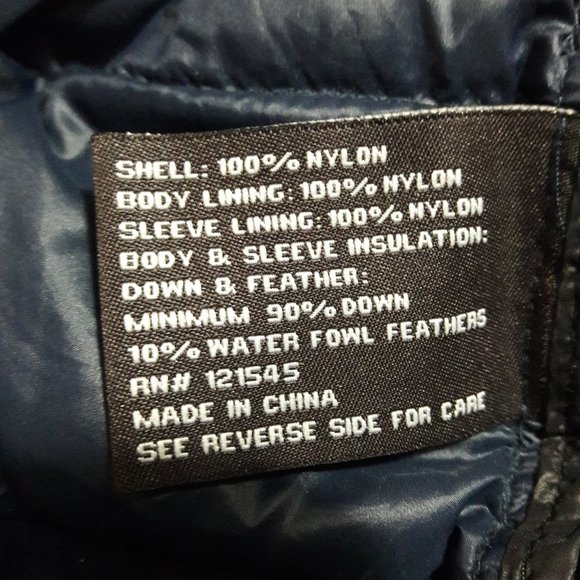 SHELL: 100% NYLON
BODY LINING: 100% NYLON
SLEEVE LINING: 100% NYLON
BODY & SLEEVE INSULATION:
DOWN & FEATHER:
MINIMUM 90% DOWN
10% WATER FOWL FEATHERS
RN# 121545
MADE IN CHINA
SEE REVERSE SIDE FOR CARE